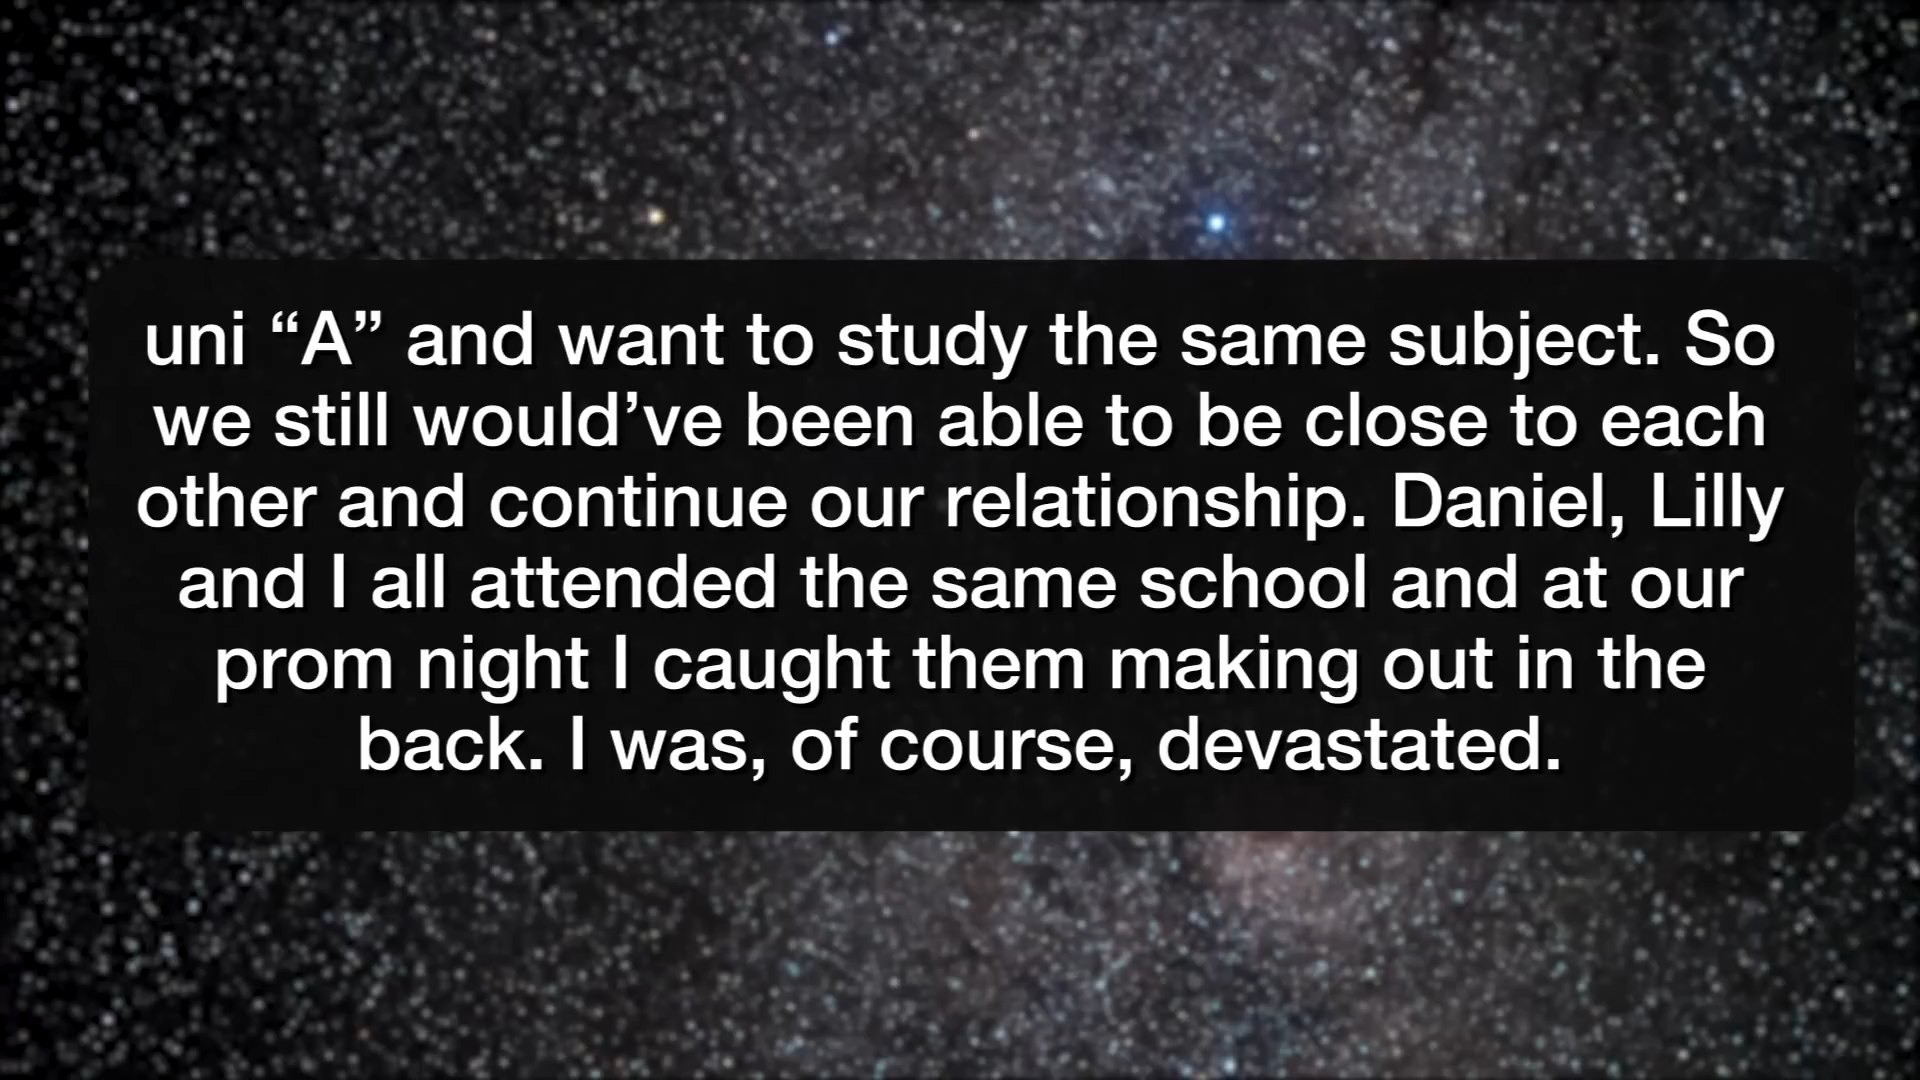 uni “A” and want to study the same subject. So
we still would’ve been able to be close to each
other and continue our relationship. Daniel, Lilly
and I all attended the same school and at our
prom night I caught them making out in the
back. I was, of course, devastated.